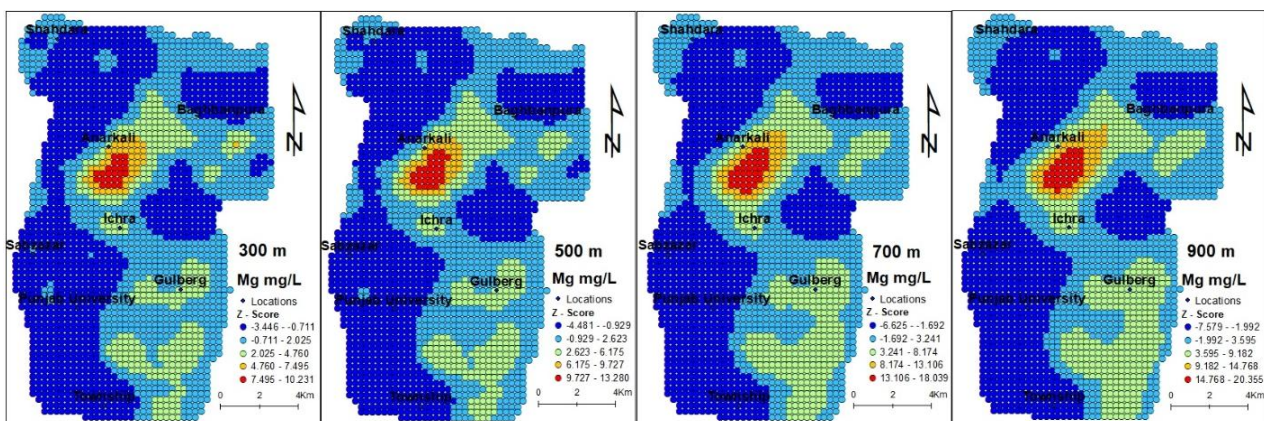 Shahdara
Baghbanpura
Anarkali
Ichra
Sabzazar
300 m
Mg mg/L
Gulberg
Punjab University
Locations
Z - Score
-3.446 - -0.711
-0.711 - 2.025
2.025 - 4.760
4.760 - 7.495
7.495 - 10.231
Township
0 2 4Km
N
Shahdara
Baghbanpura
Anarkali
Ichra
Sabzazar
500 m
Mg mg/L
Gulberg
Punjab University
Locations
Z - Score
-4.481 - -0.929
-0.929 - 2.623
2.623 - 6.175
6.175 - 9.727
9.727 - 13.280
Township
0 2 4Km
N
Shahdara
Baghbanpura
Anarkali
Ichra
Sabzazar
700 m
Mg mg/L
Gulberg
Punjab University
Locations
Z - Score
-6.625 - -1.692
-1.692 - 3.241
3.241 - 8.174
8.174 - 13.106
13.106 - 18.039
Township
0 2 4Km
N
Shahdara
Baghbanpura
Anarkali
Ichra
Sabzazar
900 m
Mg mg/L
Gulberg
Punjab University
Locations
Z - Score
-7.579 - -1.992
-1.992 - 3.595
3.595 - 9.182
9.182 - 14.768
14.768 - 20.355
Township
0 2 4Km
N